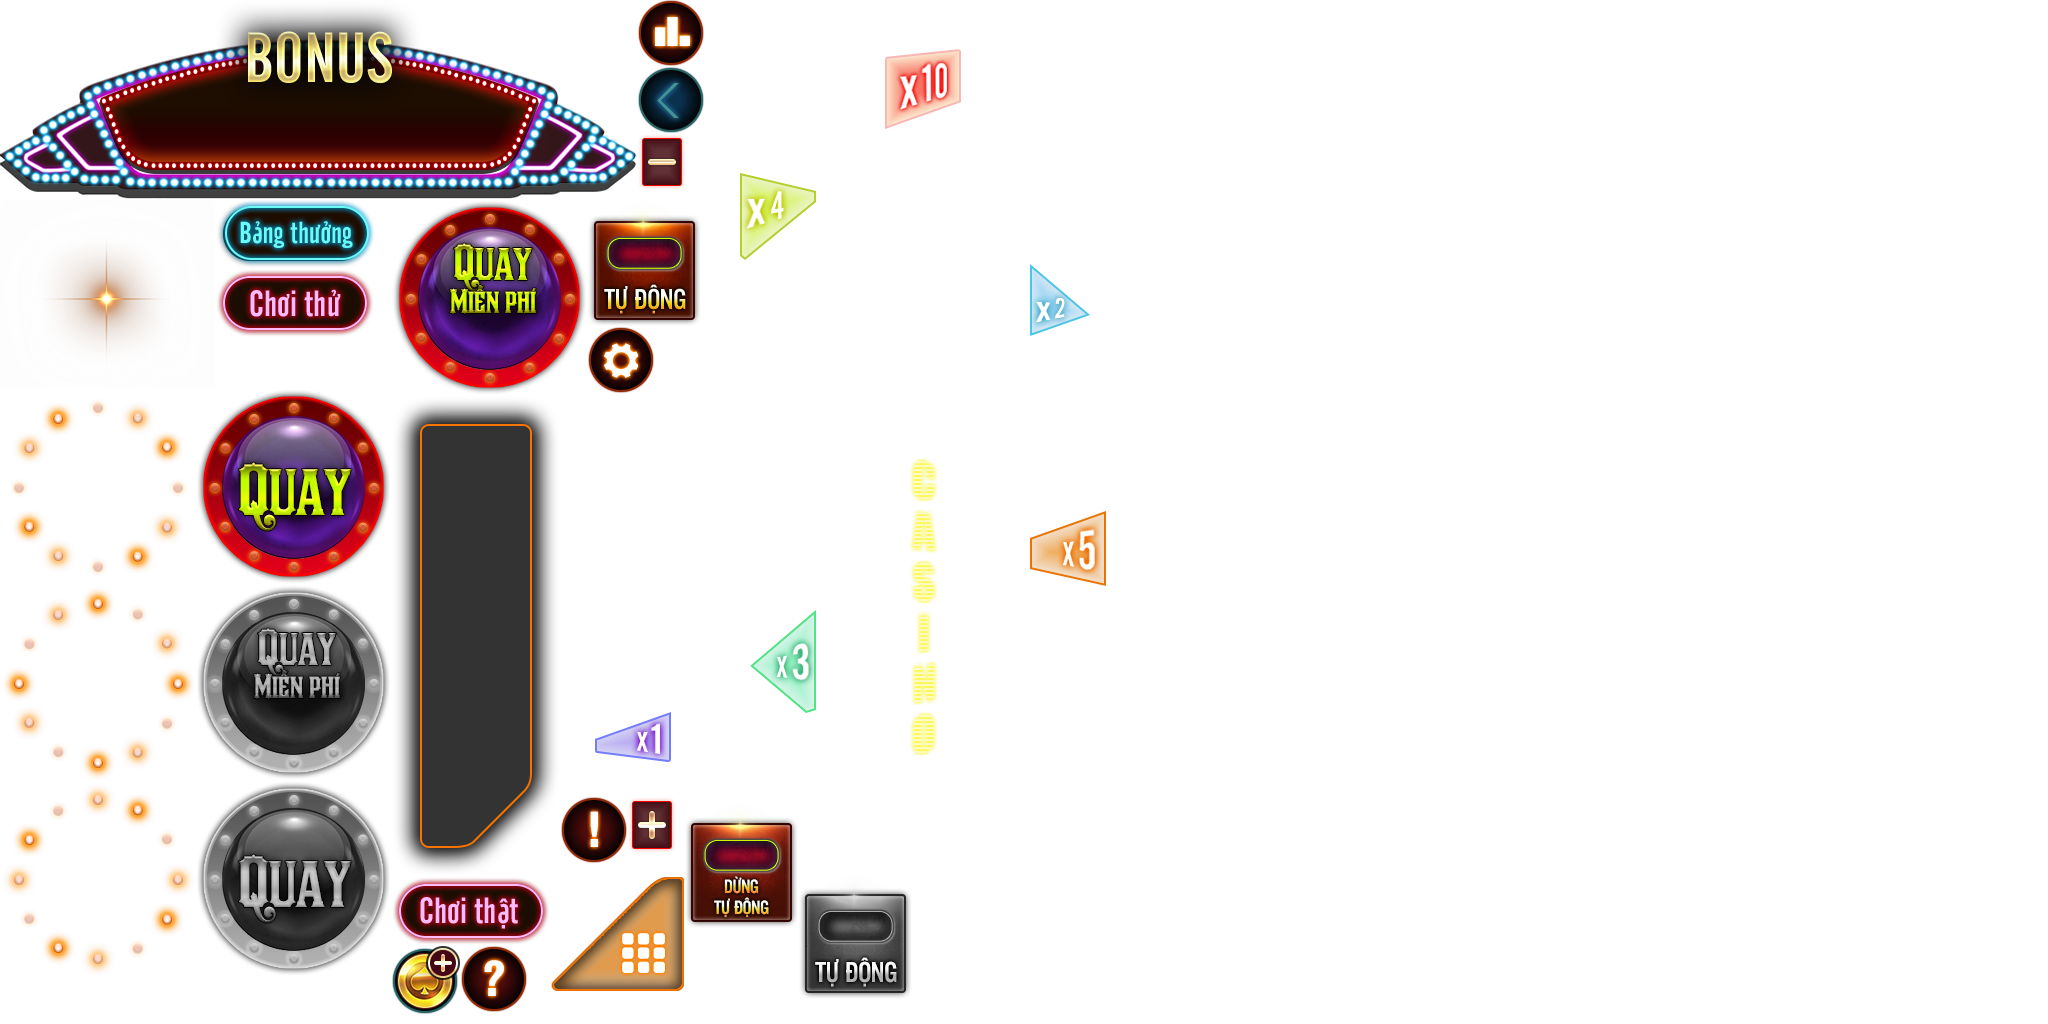 BONUS
x10
x4
Bảng thưởng
Chơi thử
QUAY
MIỄN PHÍ
TỰ ĐỘNG
x2
QUAY
CASINO
x5
QUAY
MIỄN PHÍ
x3
x1
!
QUAY
DỪNG
TỰ ĐỘNG
Chơi thật
TỰ ĐỘNG
?